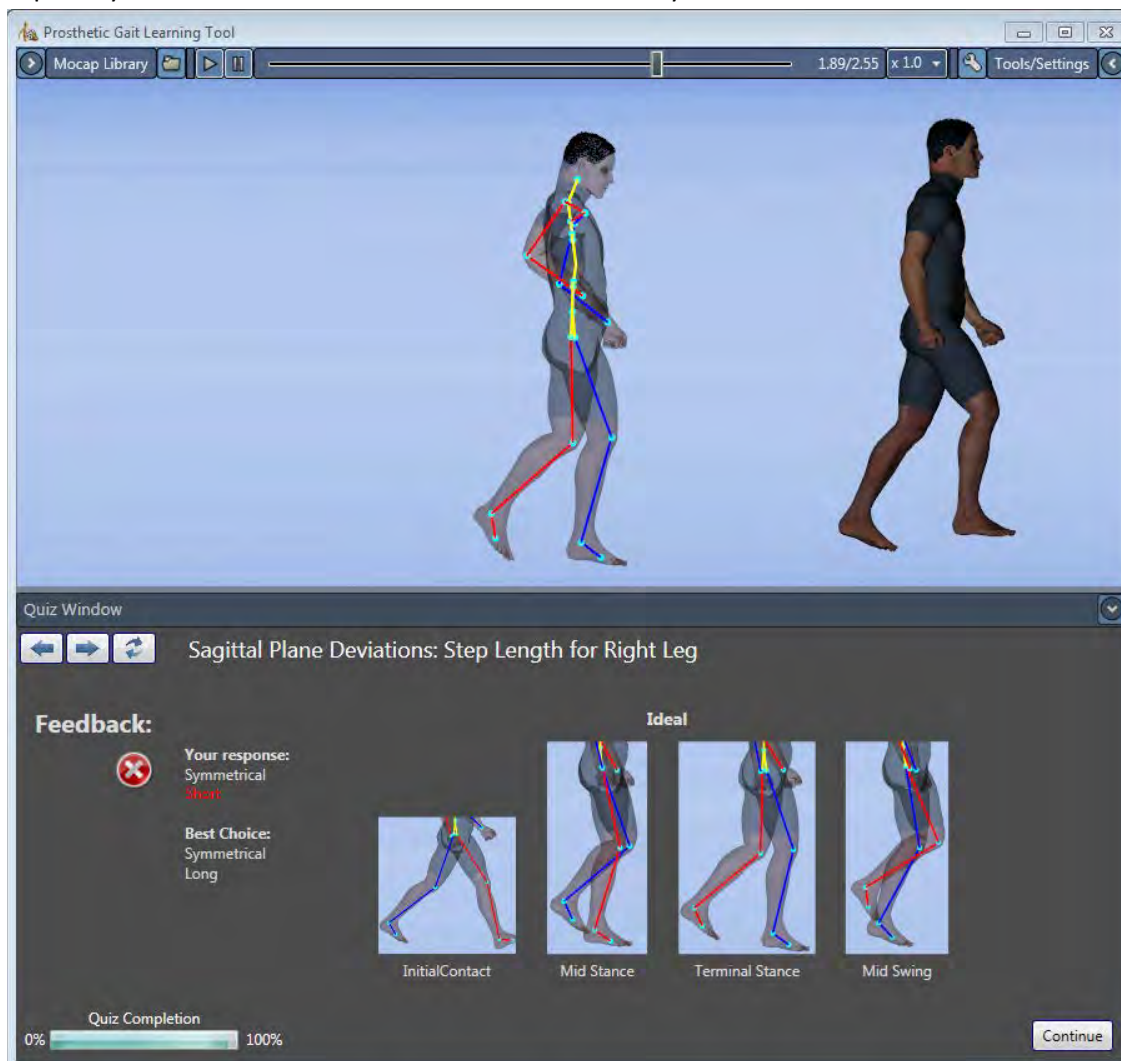 Prosthetic Gait Learning Tool
Mocap Library 1.89/2.55 x 1.0 Tools/Settings
Quiz Window
Sagittal Plane Deviations: Step Length for Right Leg
Feedback:
Your response:
Symmetrical
Short
Best Choice:
Symmetrical
Long
Ideal
InitialContact Mid Stance Terminal Stance Mid Swing
Quiz Completion
0% 100%
Continue